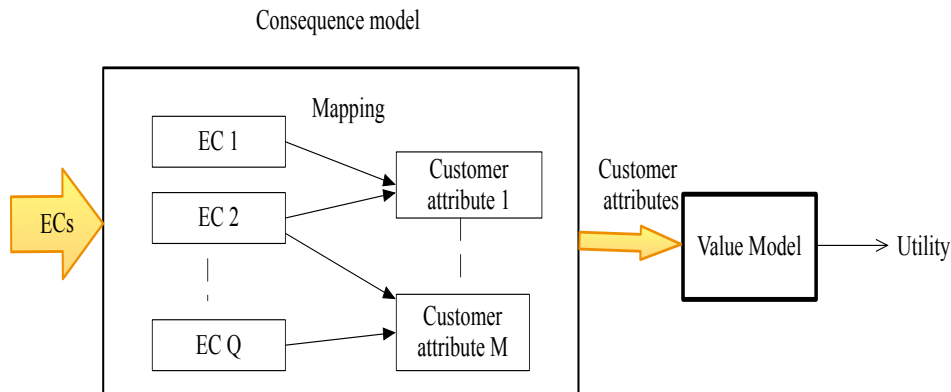 Consequence model
Mapping
EC 1
Customer
attribute 1
EC 2
ECs
EC Q
Customer
attribute M
Customer
attributes
Value Model
Utility